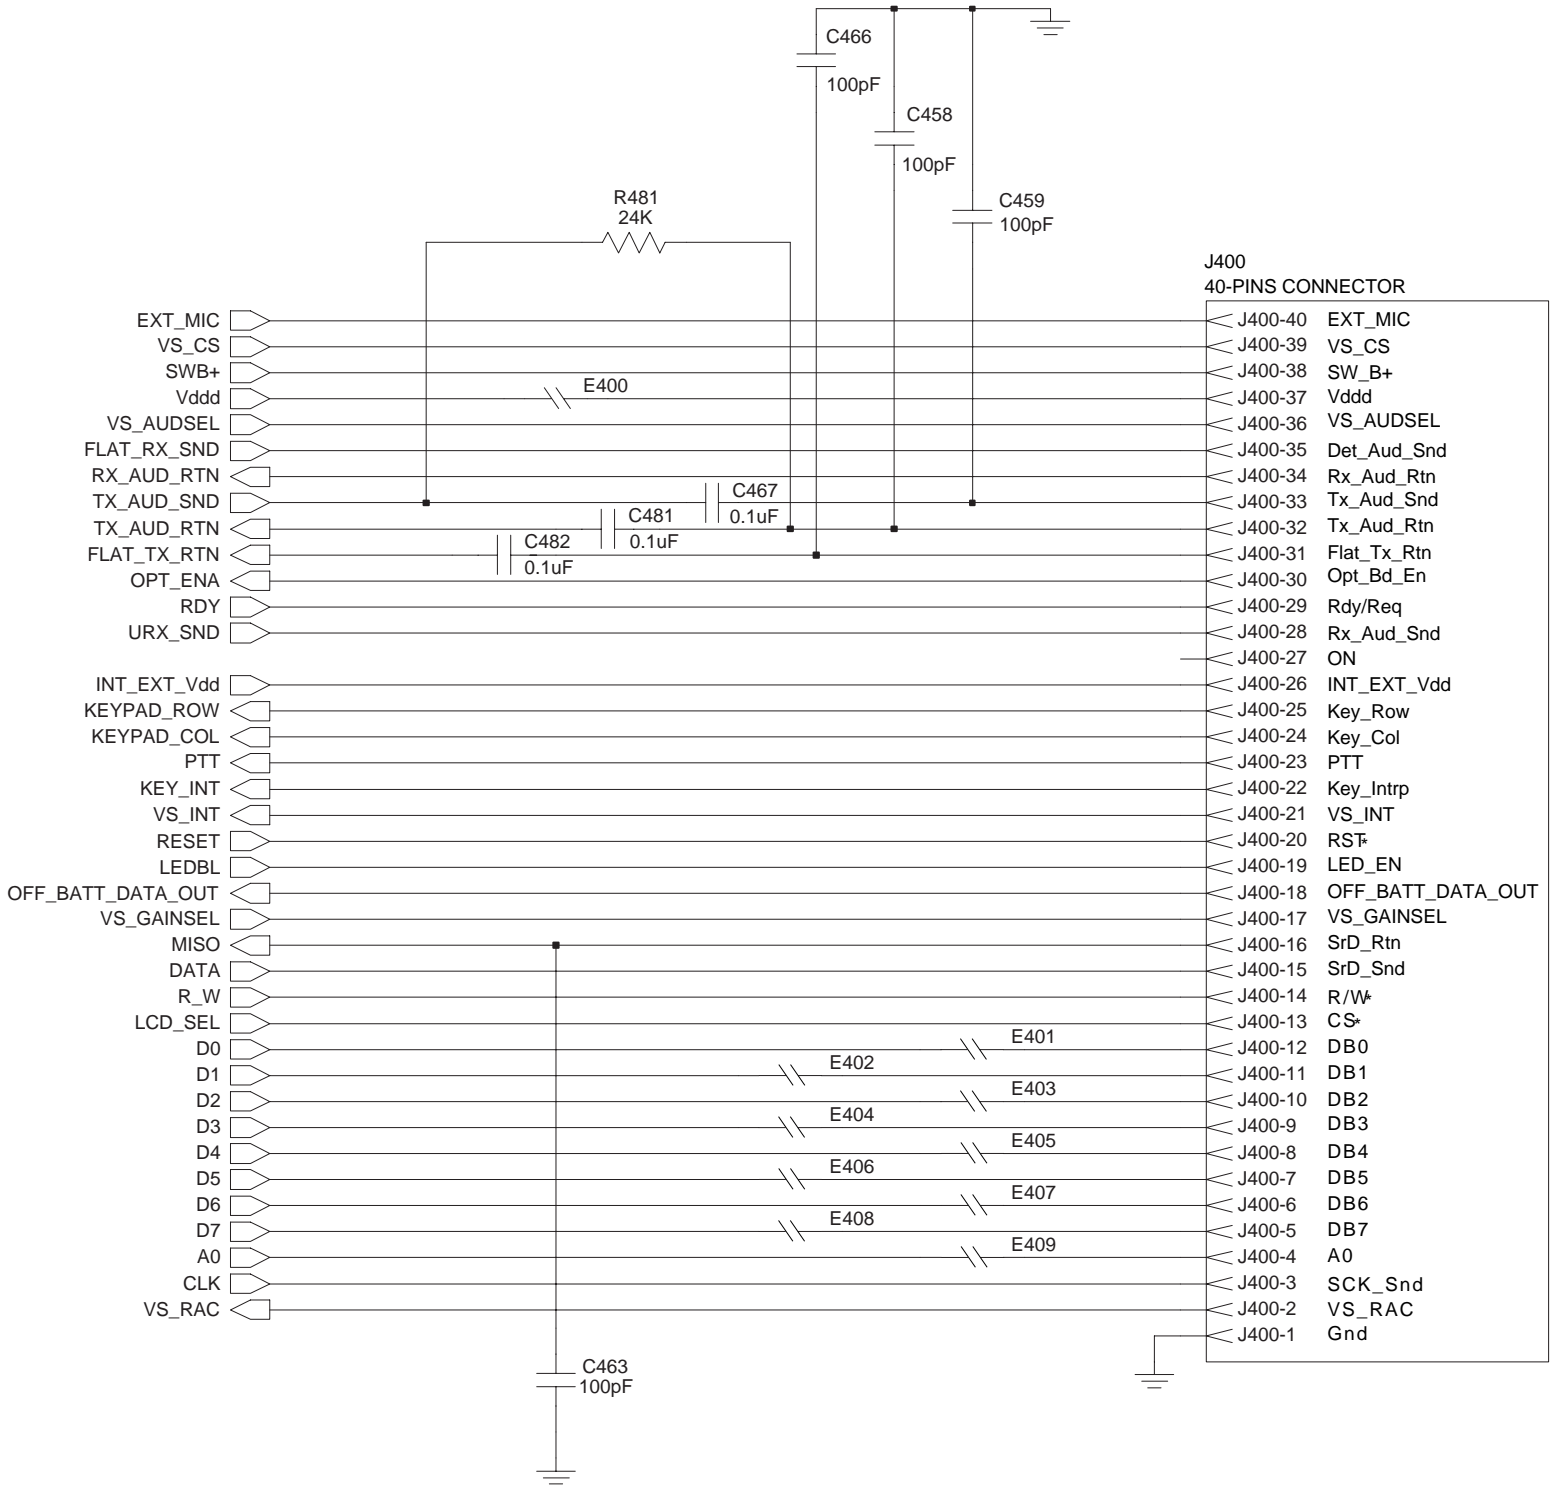 C466
100pF
C458
100pF
R481
24K
C459
100pF
J400
40-PINS CONNECTOR
EXT_MIC J400-40 EXT_MIC
VS_CS J400-39 VS_CS
SWB+ J400-38 SW_B+
Vddd E400 J400-37 Vddd
VS_AUDSEL J400-36 VS_AUDSEL
FLAT_RX_SND J400-35 Det_Aud_Snd
RX_AUD_RTN J400-34 Rx_Aud_Rtn
TX_AUD_SND C467 0.1uF J400-33 Tx_Aud_Snd
TX_AUD_RTN C481 0.1uF J400-32 Tx_Aud_Rtn
FLAT_TX_RTN C482 0.1uF J400-31 Flat_Tx_Rtn
OPT_ENA J400-30 Opt_Bd_En
RDY J400-29 Rdy/Req
URX_SND J400-28 Rx_Aud_Snd
J400-27 ON
INT_EXT_Vdd J400-26 INT_EXT_Vdd
KEYPAD_ROW J400-25 Key_Row
KEYPAD_COL J400-24 Key_Col
PTT J400-23 PTT
KEY_INT J400-22 Key_Intrp
VS_INT J400-21 VS_INT
RESET J400-20 RST*
LEDBL J400-19 LED_EN
OFF_BATT_DATA_OUT J400-18 OFF_BATT_DATA_OUT
VS_GAINSEL J400-17 VS_GAINSEL
MISO J400-16 SrD_Rtn
DATA J400-15 SrD_Snd
R_W J400-14 R/W*
LCD_SEL J400-13 CS*
D0 E401 J400-12 DB0
D1 E402 J400-11 DB1
D2 E403 J400-10 DB2
D3 E404 J400-9 DB3
D4 E405 J400-8 DB4
D5 E406 J400-7 DB5
D6 E407 J400-6 DB6
D7 E408 J400-5 DB7
A0 E409 J400-4 A0
CLK J400-3 SCK_Snd
VS_RAC J400-2 VS_RAC
J400-1 Gnd
C463
100pF